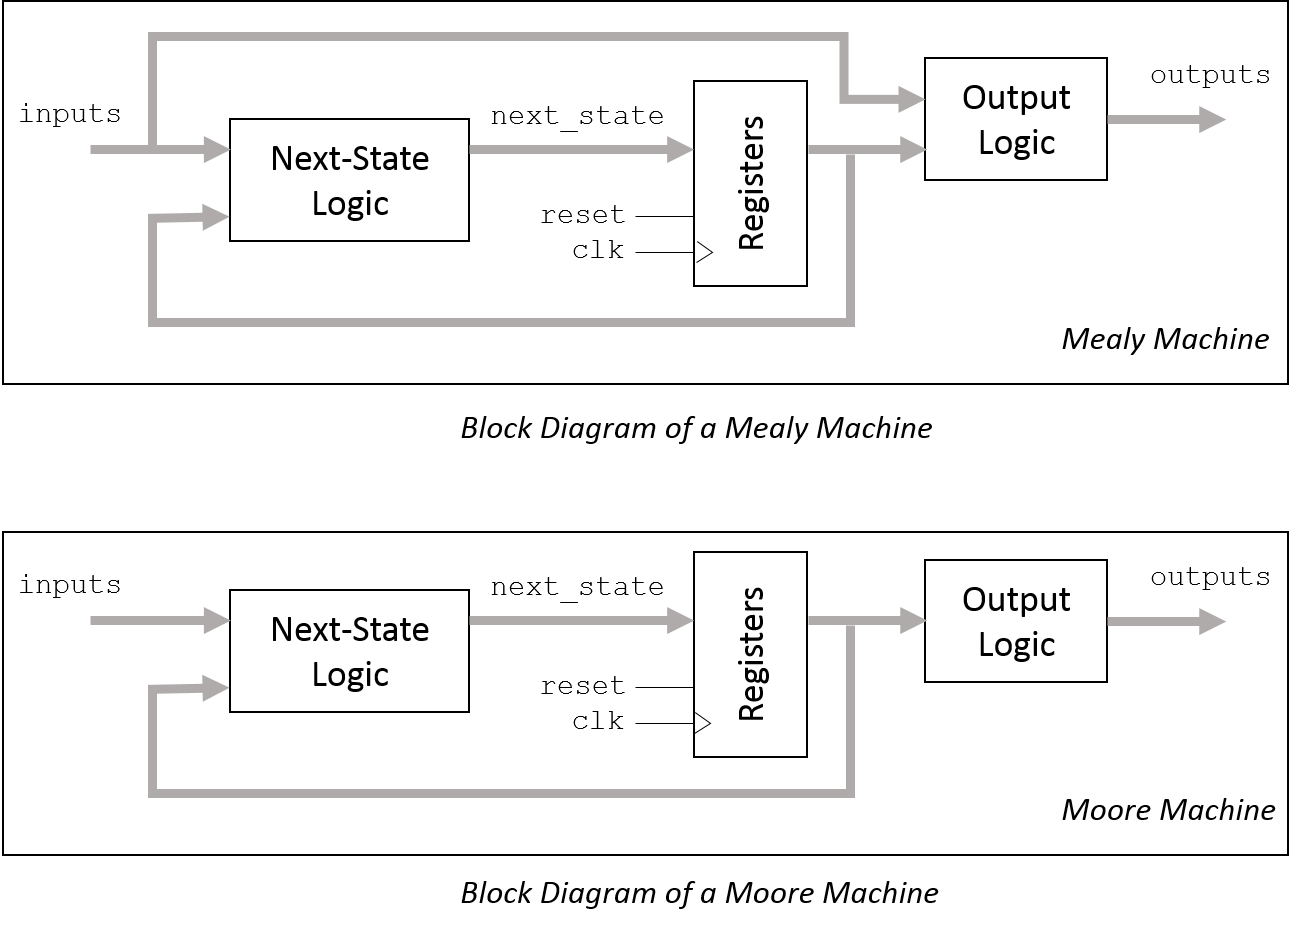 inputs
Next-State
Logic
next_state
reset
clk
Registers
Output
Logic
outputs
Mealy Machine
Block Diagram of a Mealy Machine
inputs
Next-State
Logic
next_state
reset
clk
Registers
Output
Logic
outputs
Moore Machine
Block Diagram of a Moore Machine